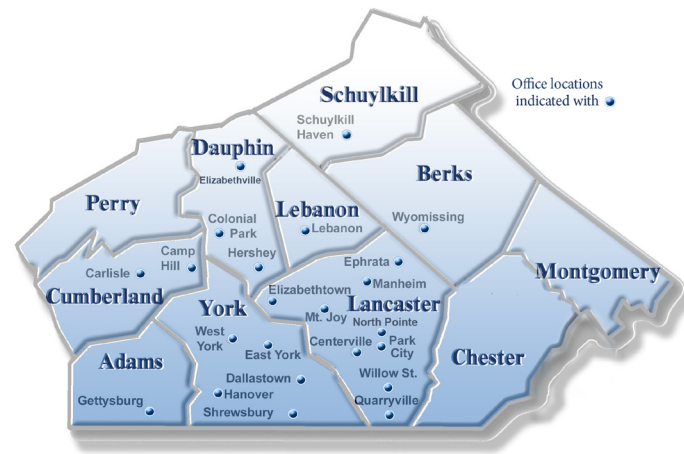 Office locations
indicated with
Schuylkill
Schuylkill
Haven
Dauphin
Elizabethville
Berks
Perry
Lebanon
Lebanon
Wyomissing
Colonial
Park
Camp
Hill
Hershey
Carlisle
Ephrata
Montgomery
Cumberland
Elizabethtown
Manheim
York
Lancaster
Mt. Joy
North Pointe
West
York
Centerville
Park
City
East York
Adams
Chester
Willow St.
Dallastown
Hanover
Gettysburg
Quarryville
Shrewsbury